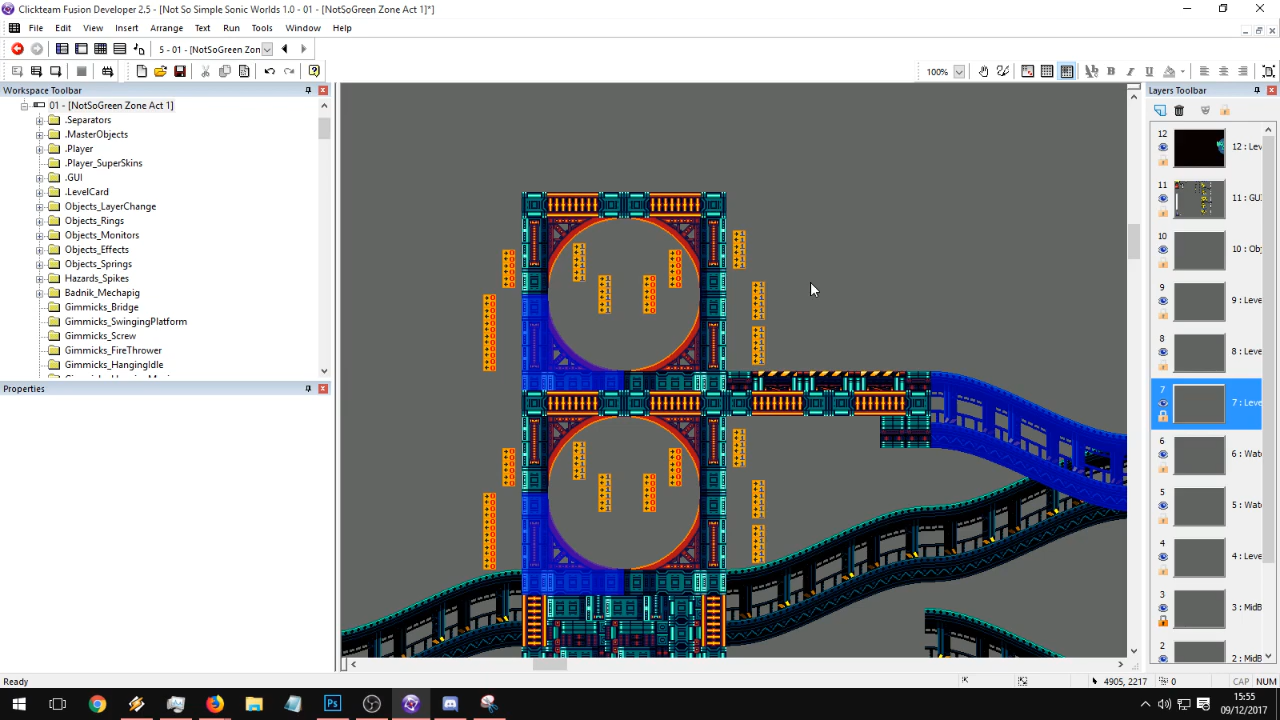 Clickteam Fusion Developer 2.5 - [Not So Simple Sonic Worlds 1.0 - 01 - [NotSoGreen Zone Act 1]*]
File Edit View Insert Arrange Text Run Tools Window Help
5 - 01 - [NotSoGreen Zon
100%
Workspace Toolbar
Layers Toolbar
01 - [NotSoGreen Zone Act 1]
.Separators
.MasterObjects
.Player
.Player_SuperSkins
.GUI
.LevelCard
Objects_LayerChange
Objects_Rings
Objects_Monitors
Objects_Effects
Objects_Springs
Hazards_Spikes
Badnik_Mechapig
Gimmicks_Bridge
Gimmicks_SwingingPlatform
Gimmicks_Screw
Gimmicks_FireThrower
Gimmicks_HangingIdle
Properties
12 12 : Leve
11 11 : GUI
10 10 : Obj
9 9 : Leve
8 8 : Leve
7 7 : Leve
6 6 : Wate
5 5 : Wate
4 4 : Leve
3 3 : MidB
2 2 : MidB
Ready
4905, 2217
0
CAP NUM
Ps
15:55
09/12/2017